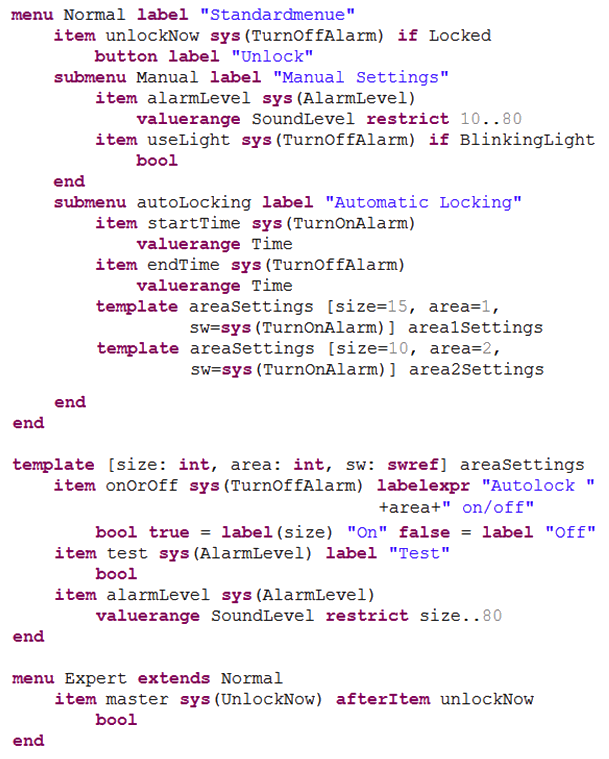 menu Normal label "Standardmenue"
    item unlockNow sys(TurnOffAlarm) if Locked
        button label "Unlock"
    submenu Manual label "Manual Settings"
        item alarmLevel sys(AlarmLevel)
            valuerange SoundLevel restrict 10..80
        item useLight sys(TurnOffAlarm) if BlinkingLight
            bool
    end
    submenu autoLocking label "Automatic Locking"
        item startTime sys(TurnOnAlarm)
            valuerange Time
        item endTime sys(TurnOffAlarm)
            valuerange Time
        template areaSettings [size=15, area=1,
                 sw=sys(TurnOnAlarm)] area1Settings
        template areaSettings [size=10, area=2,
                 sw=sys(TurnOnAlarm)] area2Settings
    end
end
template [size: int, area: int, sw: swref] areaSettings
    item onOrOff sys(TurnOffAlarm) labelexpr "Autolock "
                                   +area+" on/off"
        bool true = label(size) "On" false = label "Off"
    item test sys(AlarmLevel) label "Test"
        bool
    item alarmLevel sys(AlarmLevel)
        valuerange SoundLevel restrict size..80
end
menu Expert extends Normal
    item master sys(UnlockNow) afterItem unlockNow
        bool
end